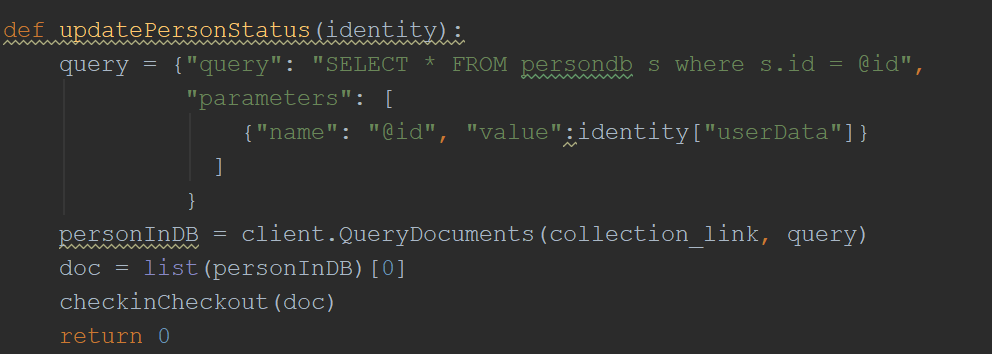 def updatePersonStatus(identity):
    query = {"query": "SELECT * FROM persondb s where s.id = @id",
             "parameters": [
                 {"name": "@id", "value":identity["userData"]}
               ]
             }
    personInDB = client.QueryDocuments(collection_link, query)
    doc = list(personInDB)[0]
    checkinCheckout(doc)
    return 0